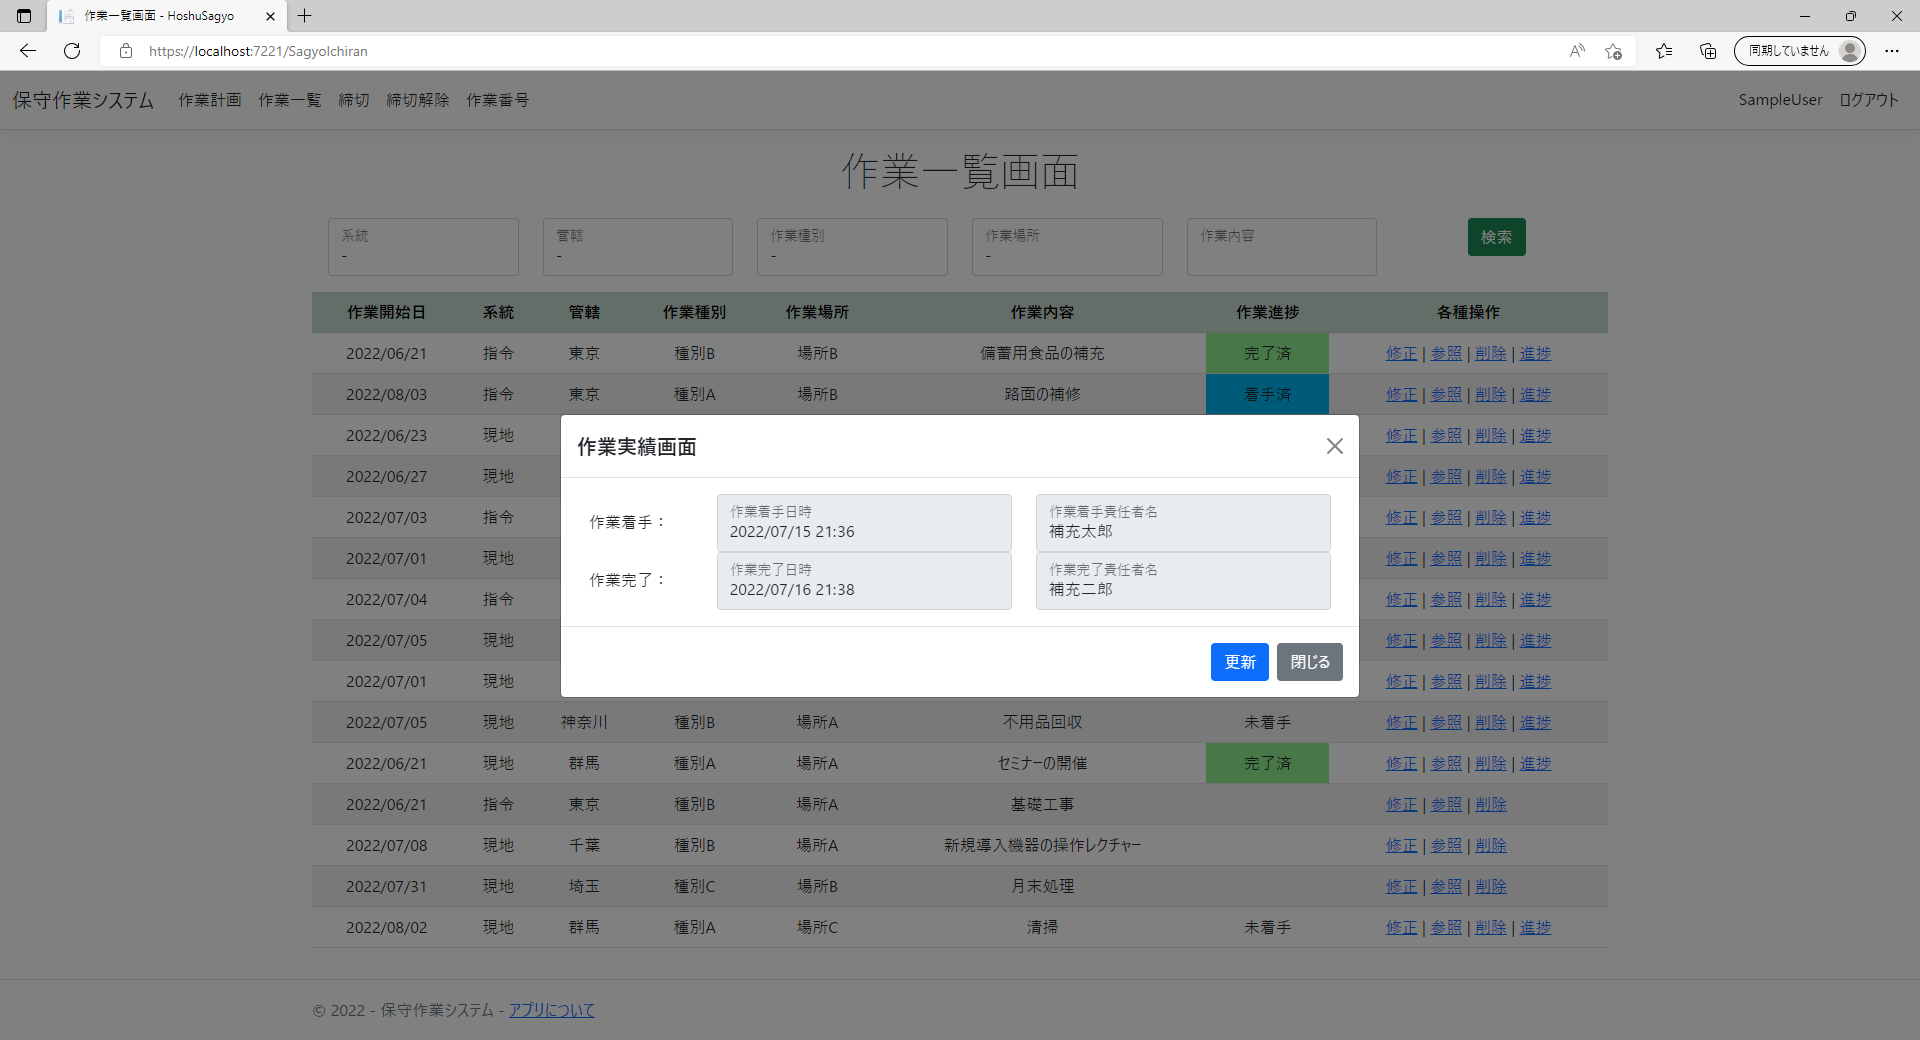 作業一覧画面 - HoshuSagyo
https://localhost:7221/SagyoIchiran
同期していません
保守作業システム 作業計画 作業一覧 締切 締切解除 作業番号 SampleUser ログアウト
作業一覧画面
系統 管轄 作業種別 作業場所 作業内容 検索
- - - -
作業開始日 系統 管轄 作業種別 作業場所 作業内容 作業進捗 各種操作
2022/06/21 指令 東京 種別B 場所B 備蓄用食品の補充 完了済 修正 | 参照 | 削除 | 進捗
2022/08/03 指令 東京 種別A 場所B 路面の補修 着手済 修正 | 参照 | 削除 | 進捗
2022/06/23 現地 修正 | 参照 | 削除 | 進捗
2022/06/27 現地 修正 | 参照 | 削除 | 進捗
2022/07/03 指令 修正 | 参照 | 削除 | 進捗
2022/07/01 現地 修正 | 参照 | 削除 | 進捗
2022/07/04 指令 修正 | 参照 | 削除 | 進捗
2022/07/05 現地 修正 | 参照 | 削除 | 進捗
2022/07/01 現地 修正 | 参照 | 削除 | 進捗
2022/07/05 現地 神奈川 種別B 場所A 不用品回収 未着手 修正 | 参照 | 削除 | 進捗
2022/06/21 現地 群馬 種別A 場所A セミナーの開催 完了済 修正 | 参照 | 削除 | 進捗
2022/06/21 指令 東京 種別B 場所A 基礎工事 修正 | 参照 | 削除
2022/07/08 現地 千葉 種別B 場所A 新規導入機器の操作レクチャー 修正 | 参照 | 削除
2022/07/31 現地 埼玉 種別C 場所B 月末処理 修正 | 参照 | 削除
2022/08/02 現地 群馬 種別A 場所C 清掃 未着手 修正 | 参照 | 削除 | 進捗
作業実績画面
作業着手： 作業着手日時 作業着手責任者名
2022/07/15 21:36 補充太郎
作業完了： 作業完了日時 作業完了責任者名
2022/07/16 21:38 補充二郎
更新 閉じる
© 2022 - 保守作業システム - アプリについて